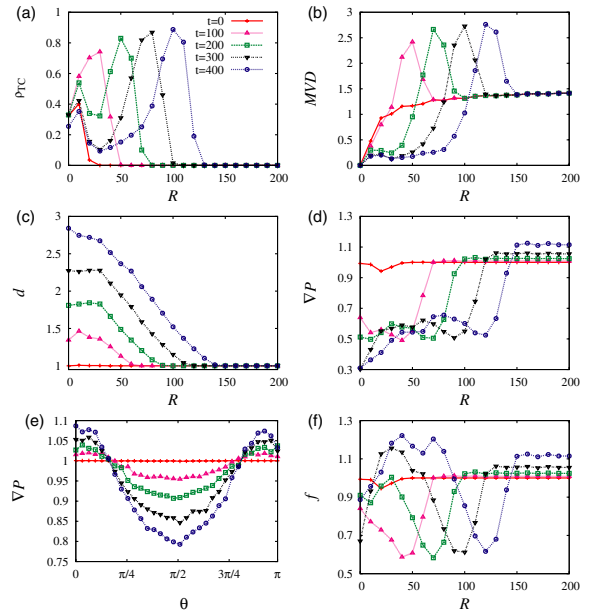 (a)
t=0
t=100
t=200
t=300
t=400
1
0.8
0.6
0.4
0.2
0
ρTC
0 50 100 150 200
R
(b)
3
2.5
2
1.5
1
0.5
0
MVD
0 50 100 150 200
R
(c)
3
2.5
2
1.5
1
d
0 50 100 150 200
R
(d)
1.3
1.1
0.9
0.7
0.5
0.3
∇P
0 50 100 150 200
R
(e)
1.1
1.05
1
0.95
0.9
0.85
0.8
0.75
∇P
0 π/4 π/2 3π/4 π
θ
(f)
1.3
1.1
0.9
0.7
0.5
f
0 50 100 150 200
R